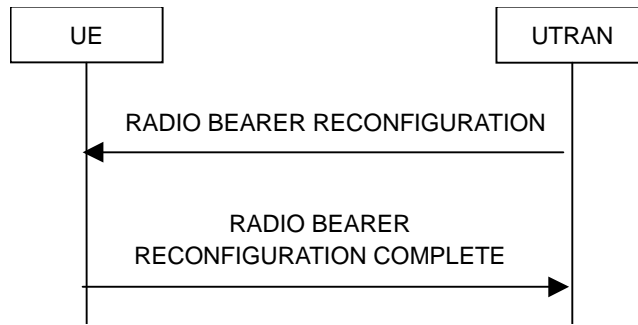 UE
UTRAN
RADIO BEARER RECONFIGURATION
RADIO BEARER
RECONFIGURATION COMPLETE